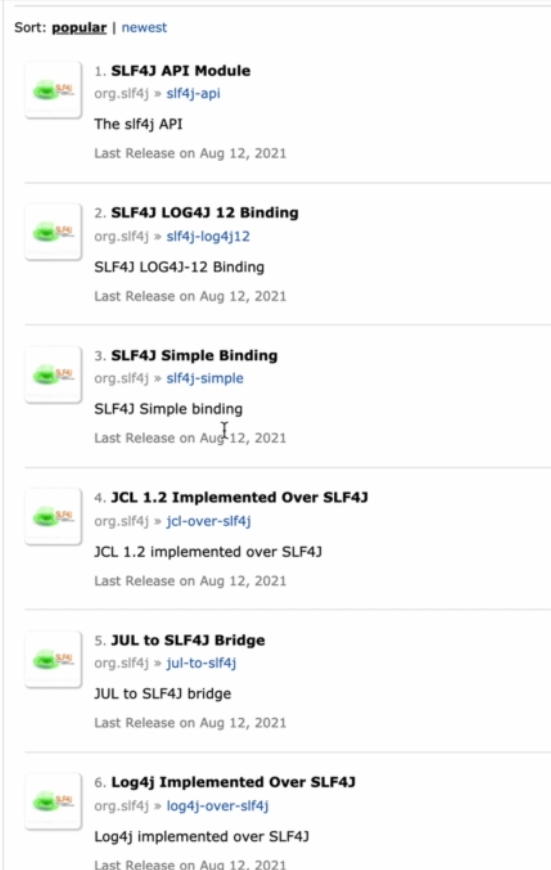 Sort: popular | newest
1. SLF4J API Module
org.slf4j » slf4j-api
The slf4j API
Last Release on Aug 12, 2021
2. SLF4J LOG4J 12 Binding
org.slf4j » slf4j-log4j12
SLF4J LOG4J-12 Binding
Last Release on Aug 12, 2021
3. SLF4J Simple Binding
org.slf4j » slf4j-simple
SLF4J Simple binding
Last Release on Aug 12, 2021
4. JCL 1.2 Implemented Over SLF4J
org.slf4j » jcl-over-slf4j
JCL 1.2 implemented over SLF4J
Last Release on Aug 12, 2021
5. JUL to SLF4J Bridge
org.slf4j » jul-to-slf4j
JUL to SLF4J bridge
Last Release on Aug 12, 2021
6. Log4j Implemented Over SLF4J
org.slf4j » log4j-over-slf4j
Log4j implemented over SLF4J
Last Release on Aug 12, 2021